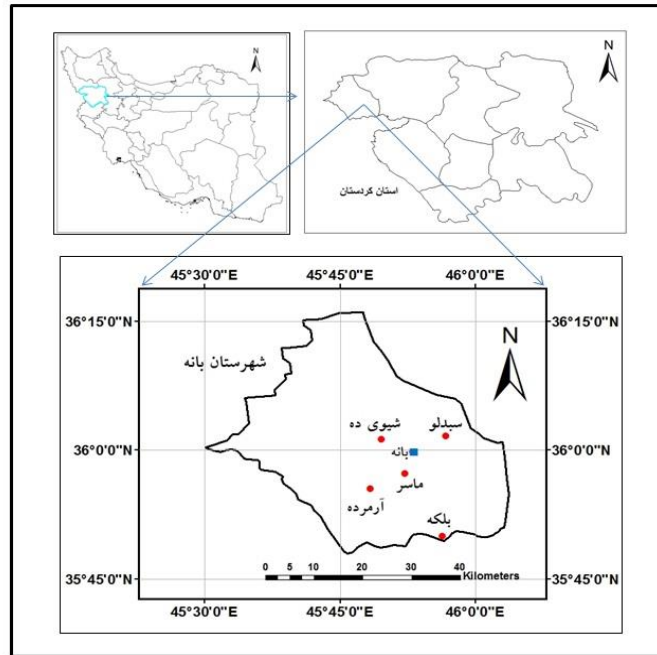 N
N
استان کردستان
45°30'0"E 45°45'0"E 46°0'0"E
36°15'0"N 36°15'0"N
N
شهرستان بانه
شیوی ده سبدلو
36°0'0"N بانه 36°0'0"N
ماسر
آرمرده
بلکه
0 5 10 20 30 40
Kilometers
35°45'0"N 35°45'0"N
45°30'0"E 45°45'0"E 46°0'0"E